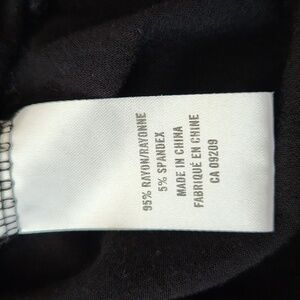 95% RAYON/RAYONNE
5% SPANDEX
MADE IN CHINA
FABRIQUÉ EN CHINE
CA 09209